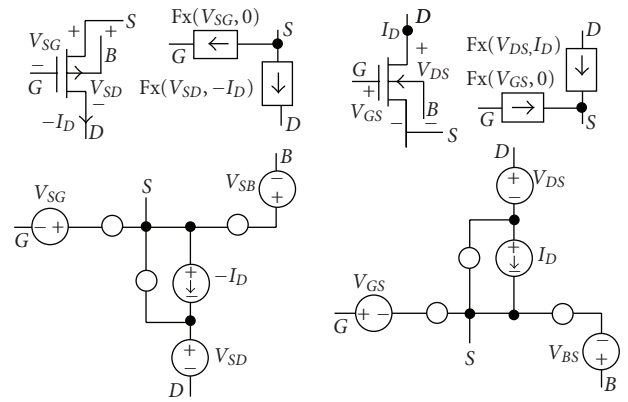 S
+ +
V_SG B
−
G V_SD
−
−I_D
D
Fx(V_SG, 0) S
G
Fx(V_SD, −I_D)
D
I_D D
+
G V_DS
+
V_GS B
− −
S
Fx(V_DS, I_D) D
Fx(V_GS, 0)
G S
B
V_SB − +
S
V_SG
G − +
+ − −I_D
+ − V_SD
D
D
+ − V_DS
+ − I_D
V_GS
G + −
S
V_BS − +
B